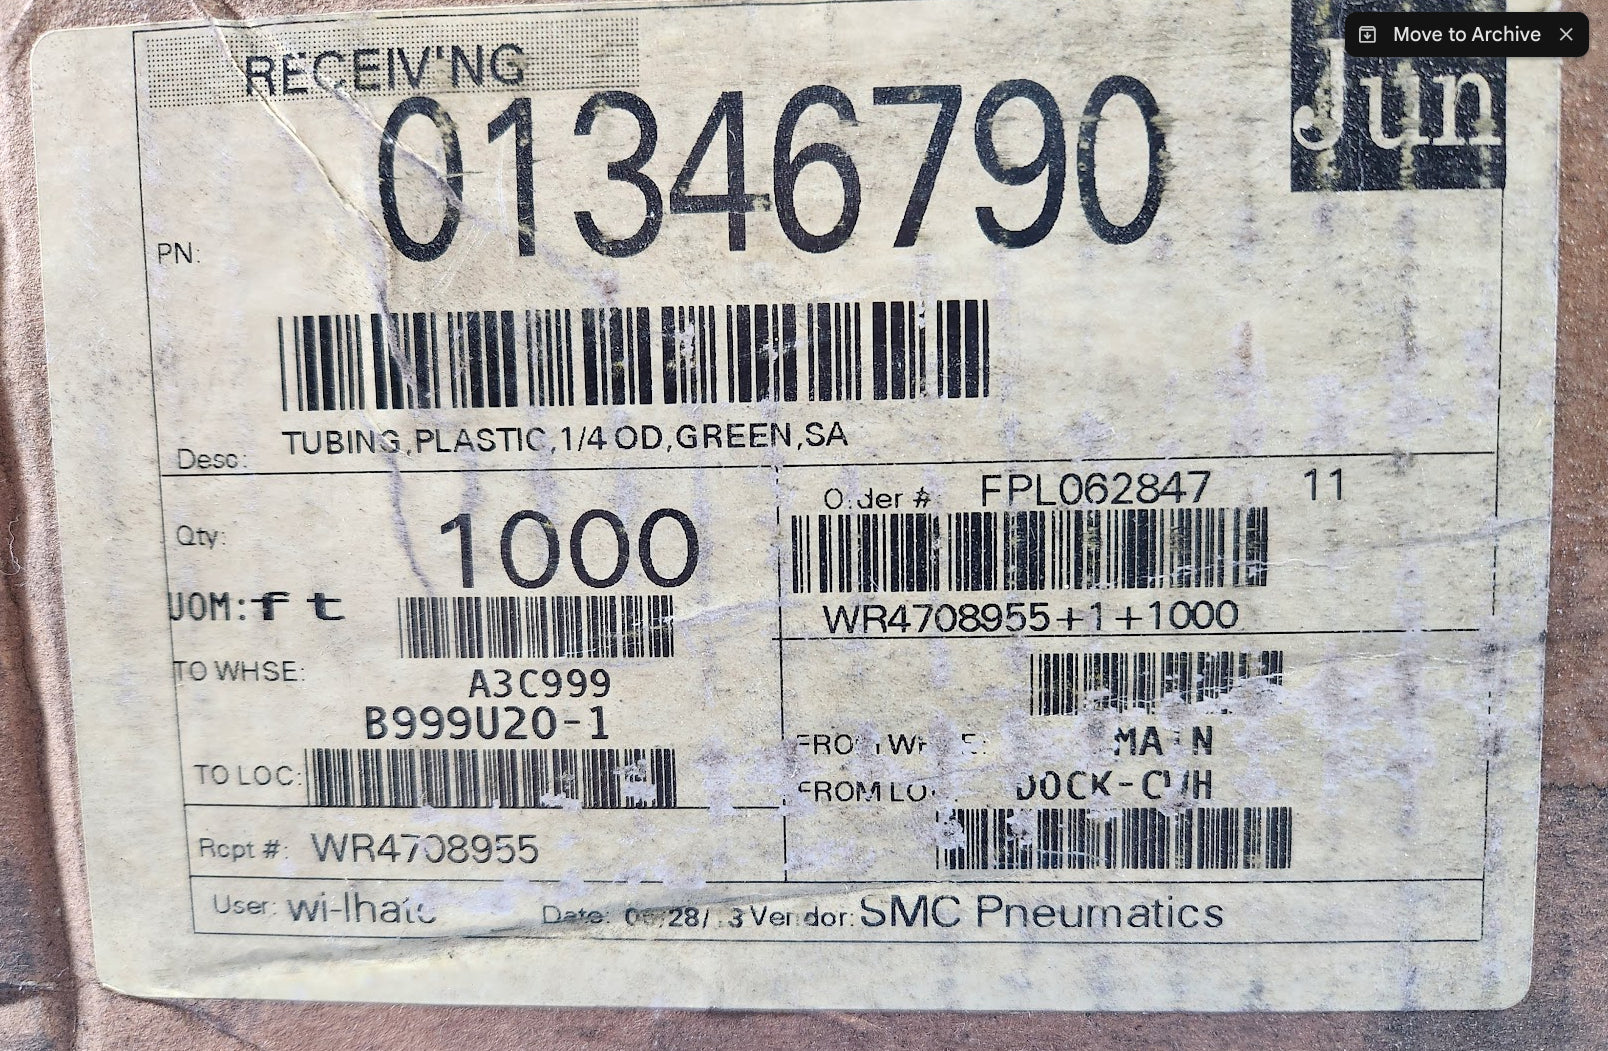 Move to Archive
RECEIV'NG
Jun
PN: 01346790
Desc: TUBING,PLASTIC,1/4 OD,GREEN,SA
Order #: FPL062847 11
Qty: 1000
WR4708955+1+1000
UOM:ft
TO WHSE: A3C999
B999U20-1
MAIN
TO LOC:
FROM LOC:
Rcpt #: WR4708955
User: Date: Vendor: SMC Pneumatics